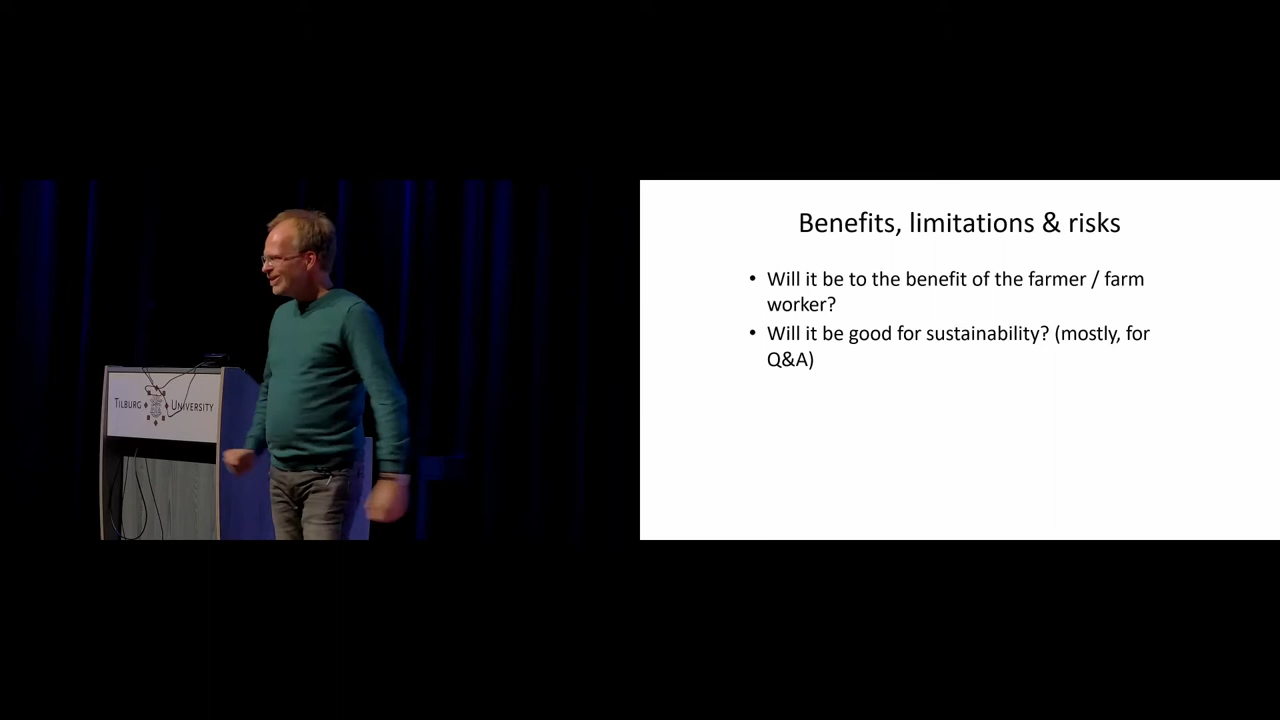 TILBURG UNIVERSITY
Benefits, limitations & risks
• Will it be to the benefit of the farmer / farm
worker?
• Will it be good for sustainability? (mostly, for
Q&A)